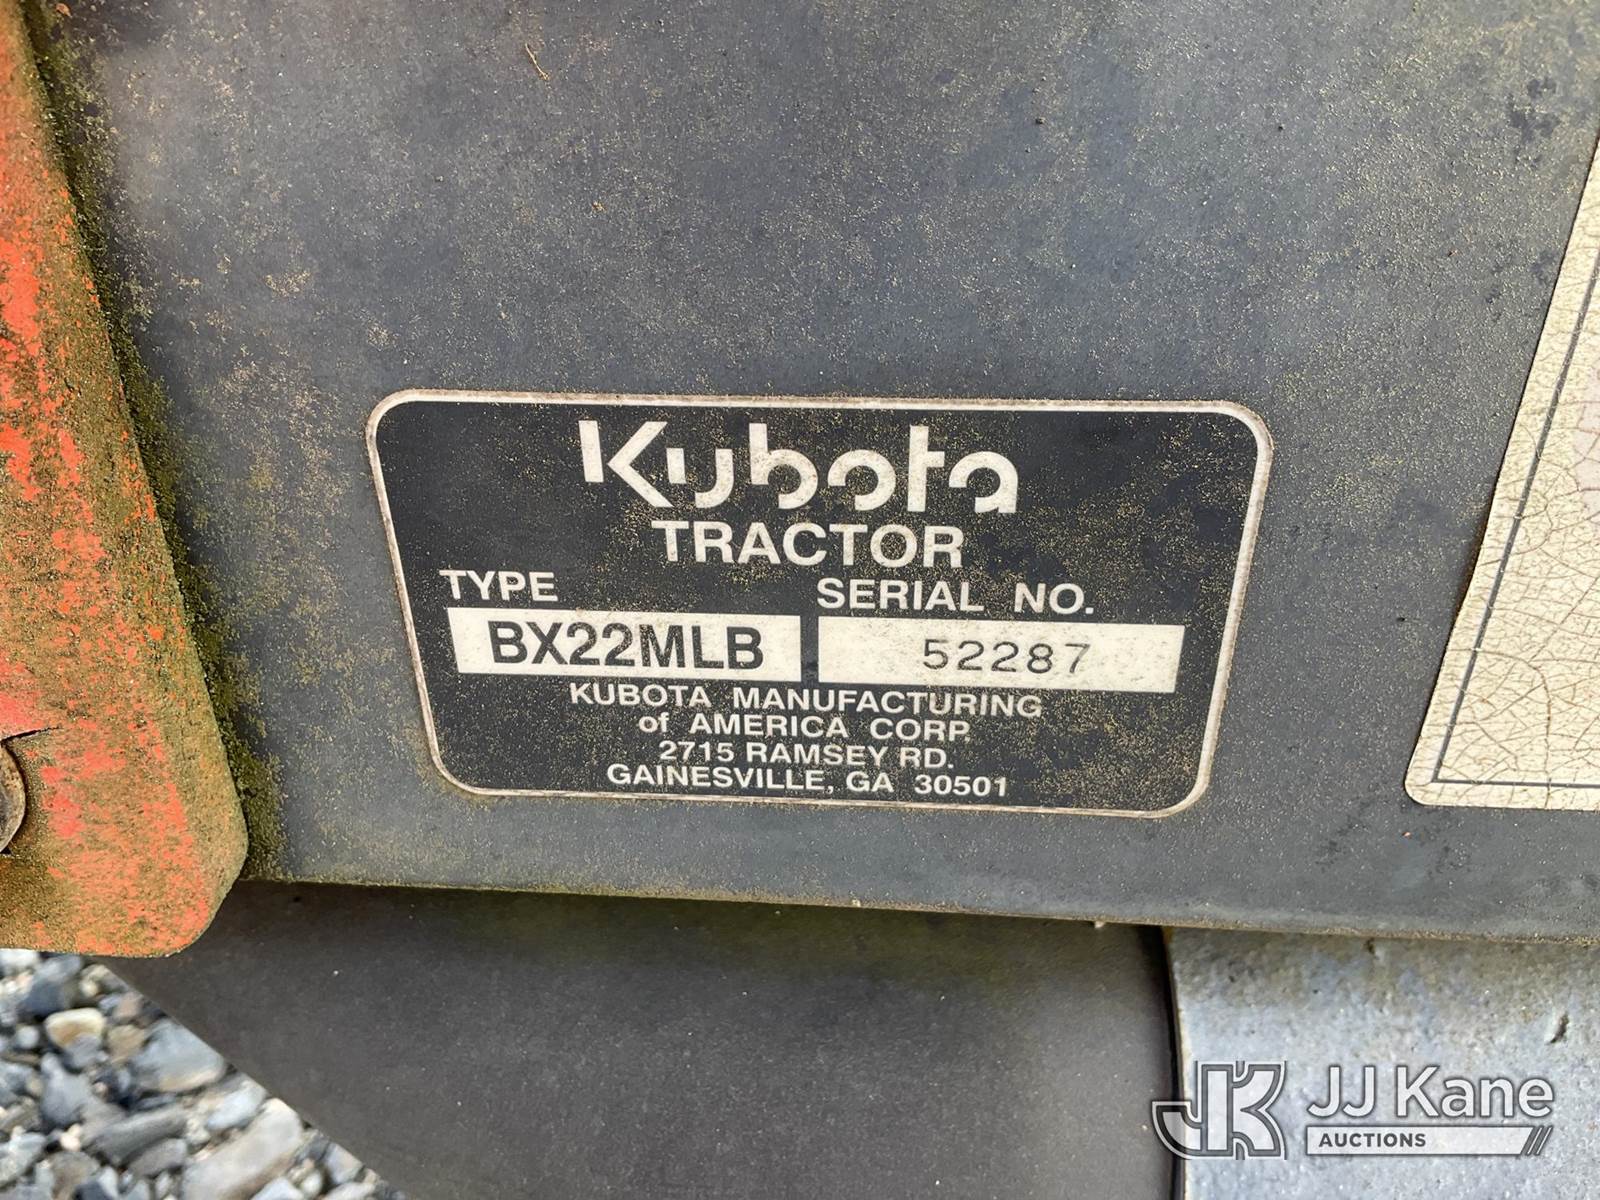 Kubota
TRACTOR
TYPE SERIAL NO.
BX22MLB 52287
KUBOTA MANUFACTURING
of AMERICA CORP.
2715 RAMSEY RD.
GAINESVILLE, GA 30501
JK JJ Kane
AUCTIONS